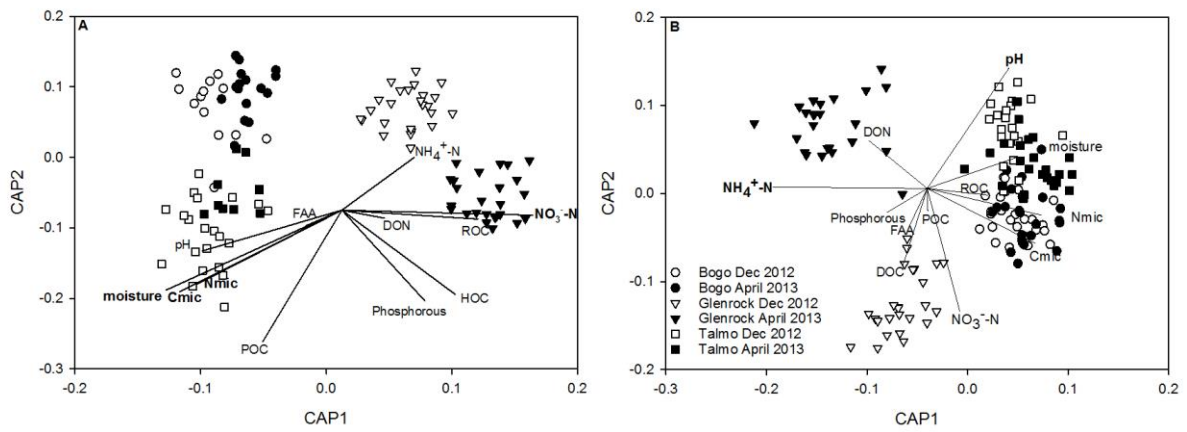 A
0.2
0.1
0.0
-0.1
-0.2
-0.3
CAP2
-0.2
-0.1
0.0
0.1
0.2
CAP1
NH4+-N
FAA
DON
NO3--N
ROC
pH
moisture
Cmic
Nmic
HOC
Phosphorous
POC
B
0.2
0.1
0.0
-0.1
-0.2
CAP2
-0.3
-0.2
-0.1
0.0
0.1
0.2
CAP1
pH
DON
moisture
NH4+-N
ROC
Phosphorous
POC
Nmic
FAA
Cmic
DOC
NO3--N
Bogo Dec 2012
Bogo April 2013
Glenrock Dec 2012
Glenrock April 2013
Talmo Dec 2012
Talmo April 2013